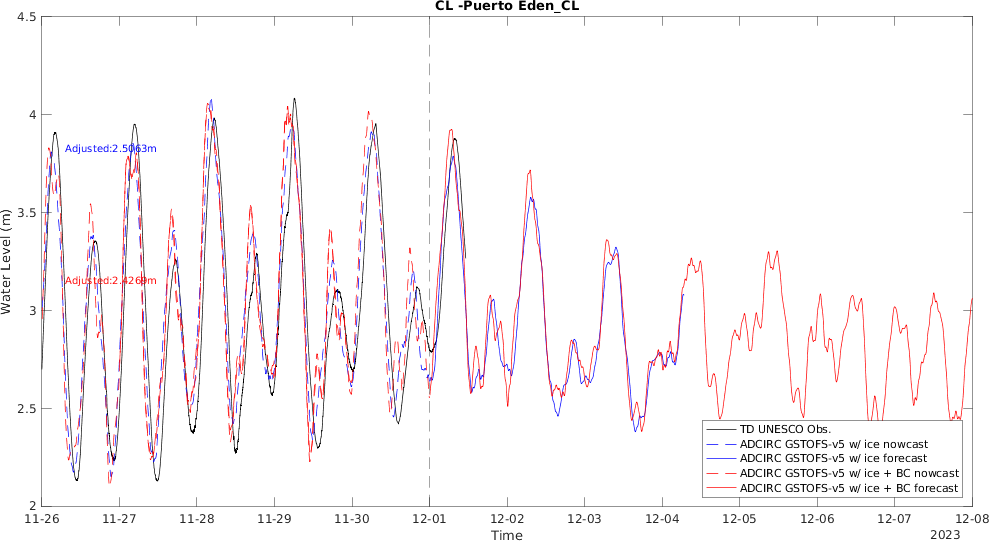 CL -Puerto Eden_CL
Water Level (m)
4.5
4
3.5
3
2.5
2
Adjusted:2.5063m
Adjusted:2.4269m
TD UNESCO Obs.
ADCIRC GSTOFS-v5 w/ ice nowcast
ADCIRC GSTOFS-v5 w/ ice forecast
ADCIRC GSTOFS-v5 w/ ice + BC nowcast
ADCIRC GSTOFS-v5 w/ ice + BC forecast
11-26 11-27 11-28 11-29 11-30 12-01 12-02 12-03 12-04 12-05 12-06 12-07 12-08
Time
2023